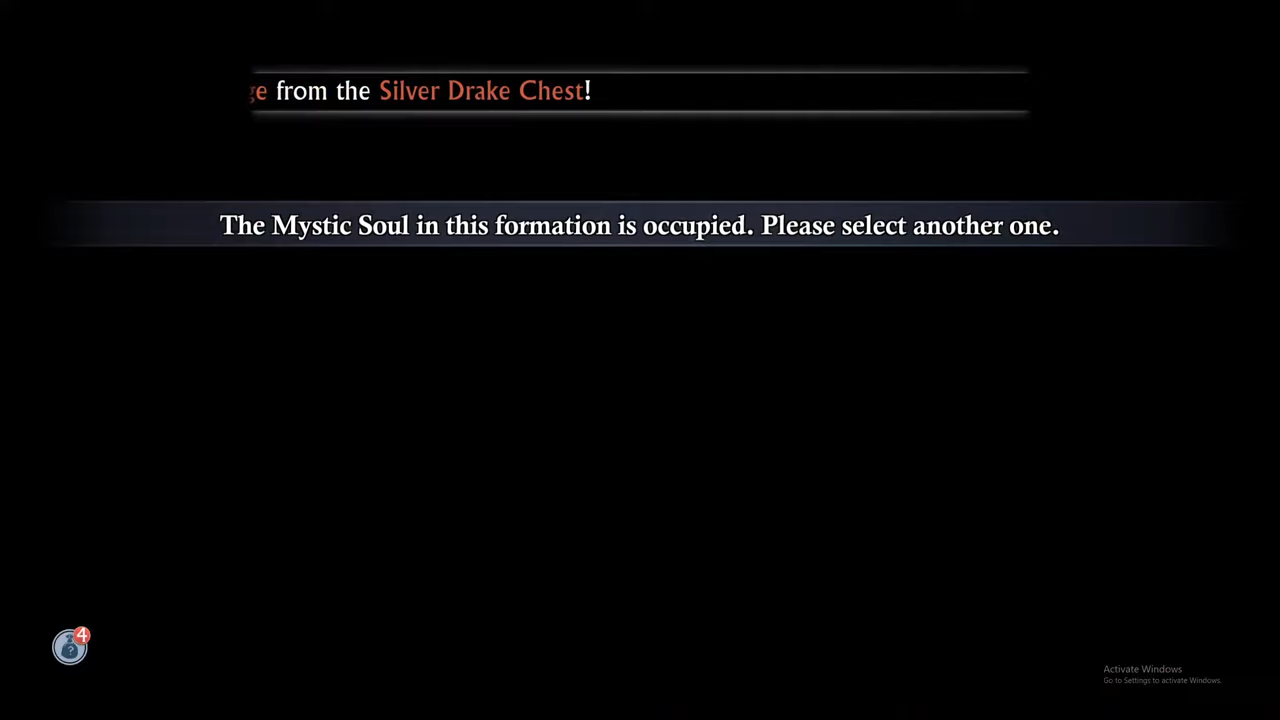 from the Silver Drake Chest!
The Mystic Soul in this formation is occupied. Please select another one.
4
?
Activate Windows
Go to Settings to activate Windows.